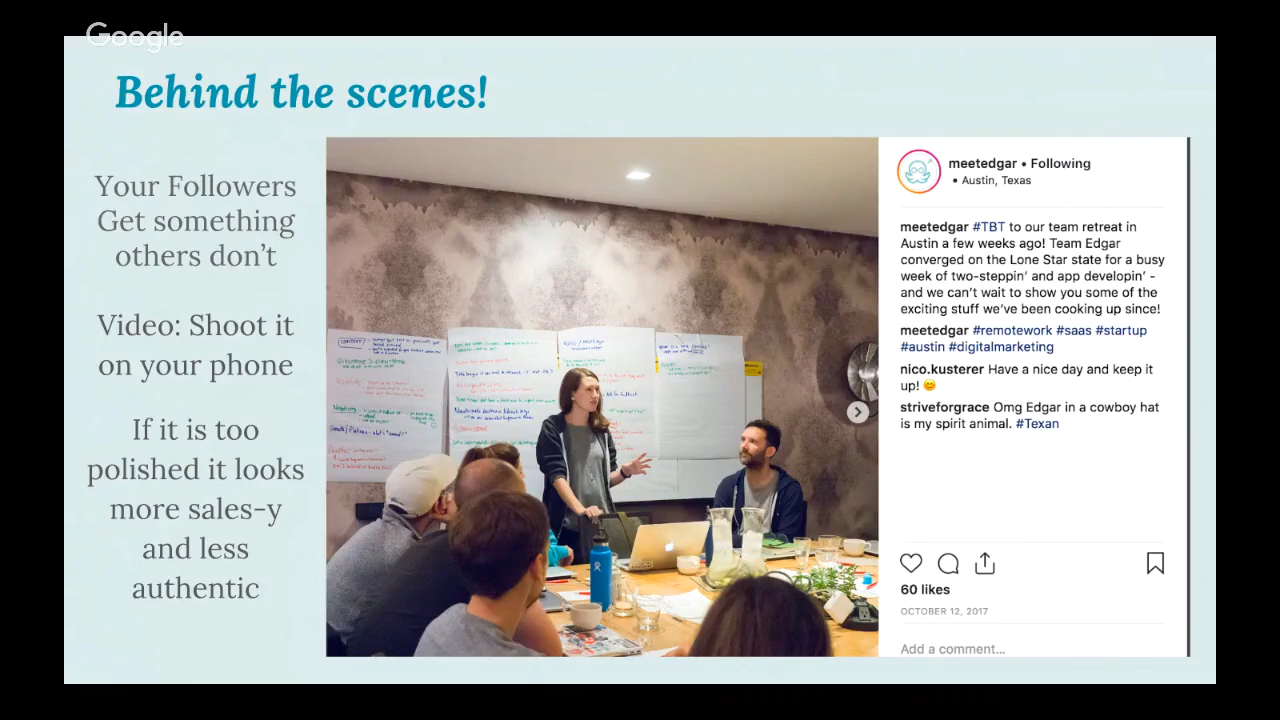 Google
Behind the scenes!
Your Followers
Get something
others don't
Video: Shoot it
on your phone
If it is too
polished it looks
more sales-y
and less
authentic
meetedgar • Following
• Austin, Texas
meetedgar #TBT to our team retreat in
Austin a few weeks ago! Team Edgar
converged on the Lone Star state for a busy
week of two-steppin' and app developin' -
and we can't wait to show you some of the
exciting stuff we've been cooking up since!
meetedgar #remotework #saas #startup
#austin #digitalmarketing
nico.kusterer Have a nice day and keep it
up! 😊
striveforgrace Omg Edgar in a cowboy hat
is my spirit animal. #Texan
60 likes
OCTOBER 12, 2017
Add a comment...